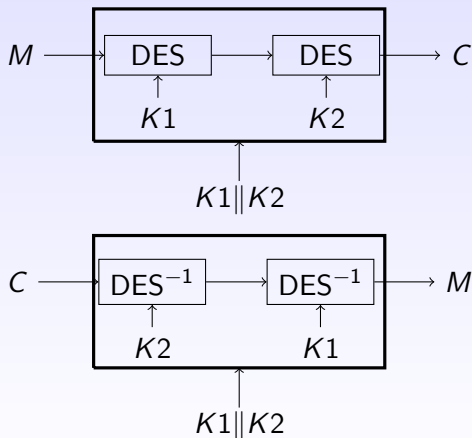 M DES DES C
K1 K2
K1∥K2
C DES⁻¹ DES⁻¹ M
K2 K1
K1∥K2